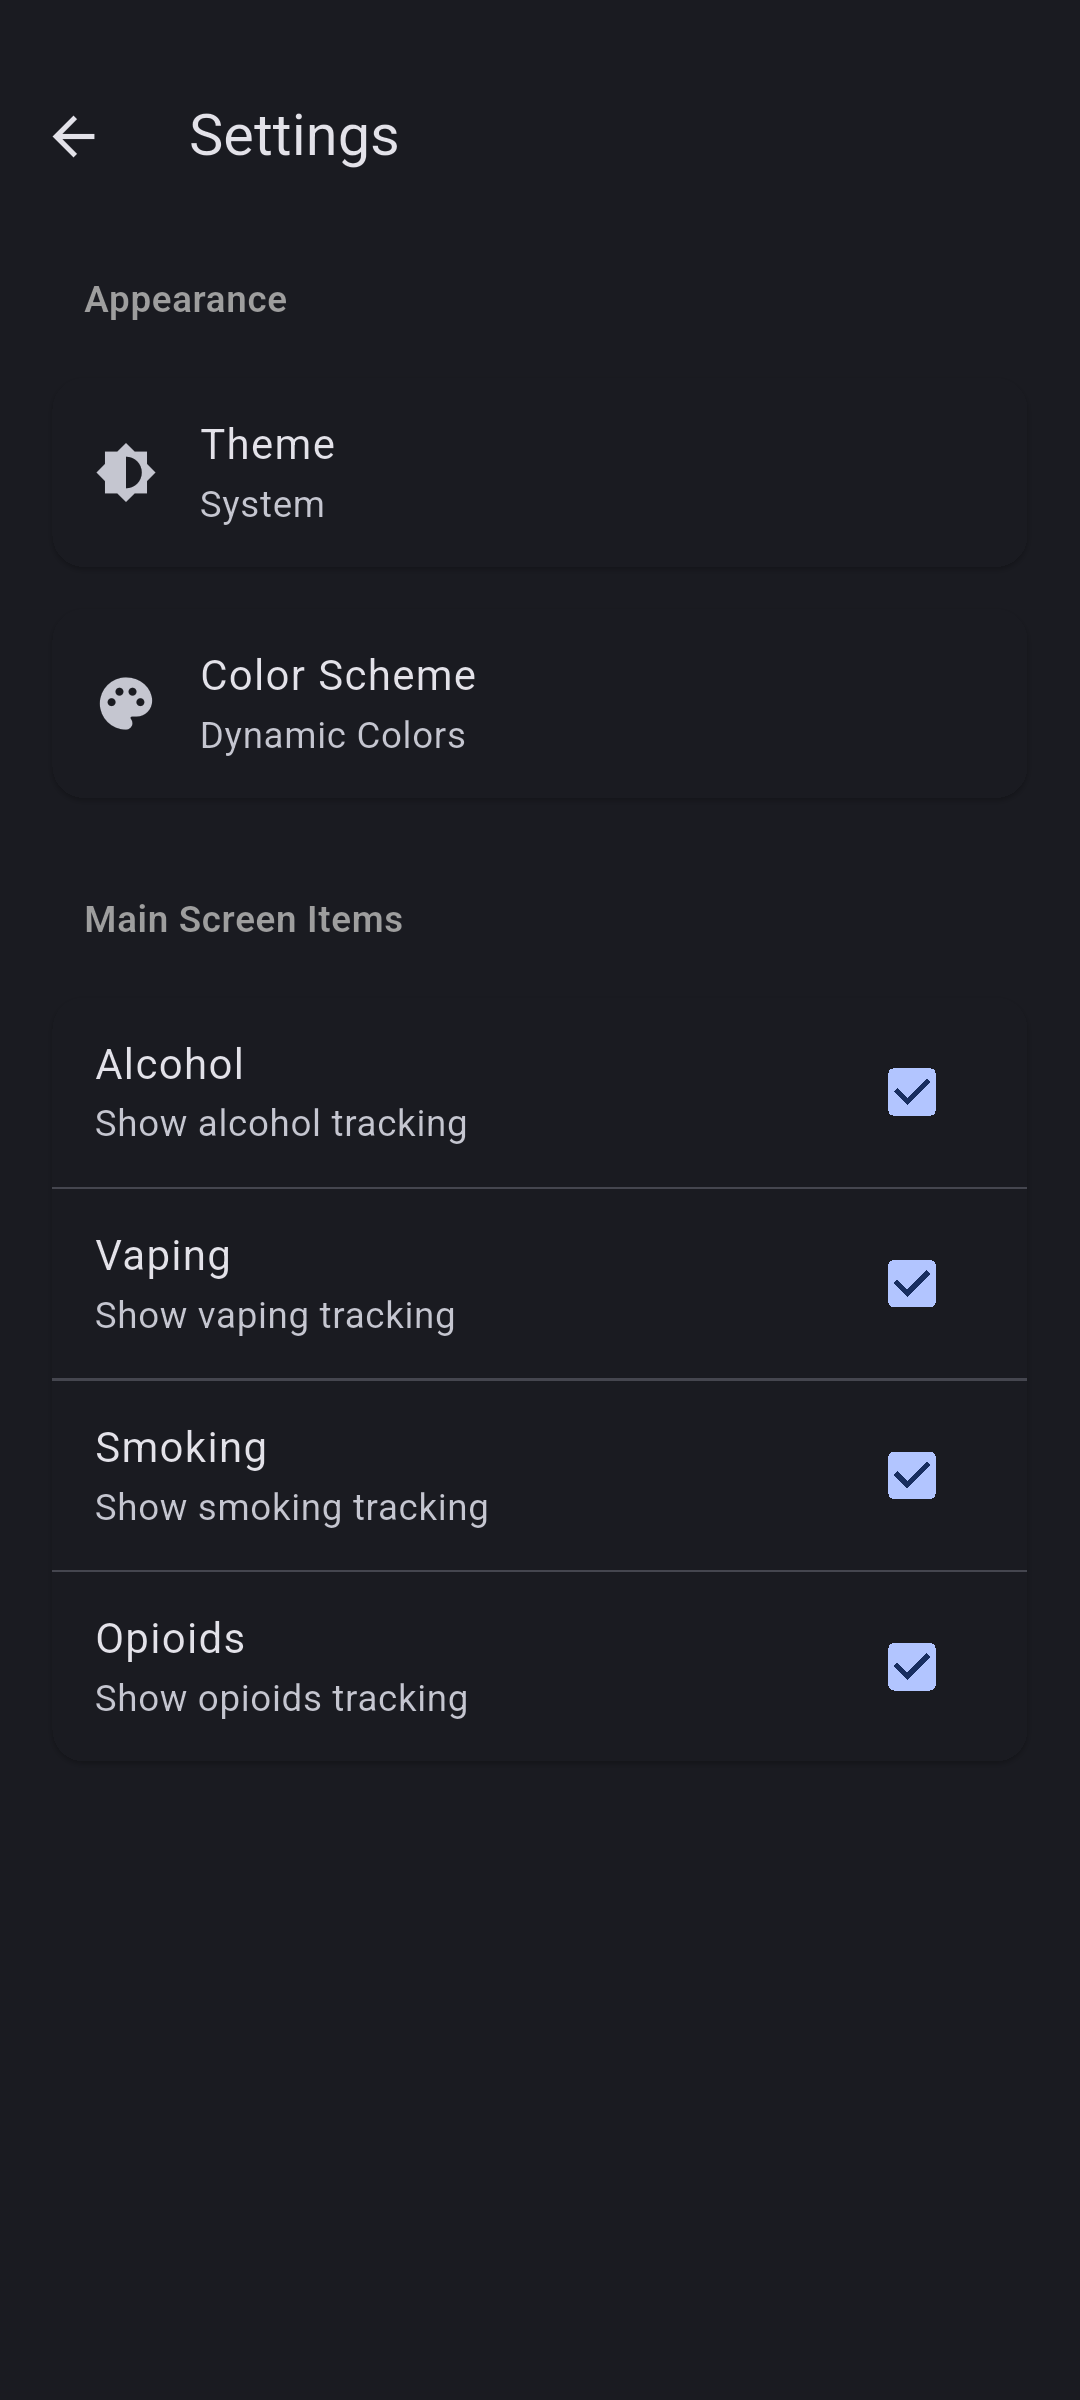 Settings
Appearance
Theme
System
Color Scheme
Dynamic Colors
Main Screen Items
Alcohol
Show alcohol tracking
Vaping
Show vaping tracking
Smoking
Show smoking tracking
Opioids
Show opioids tracking